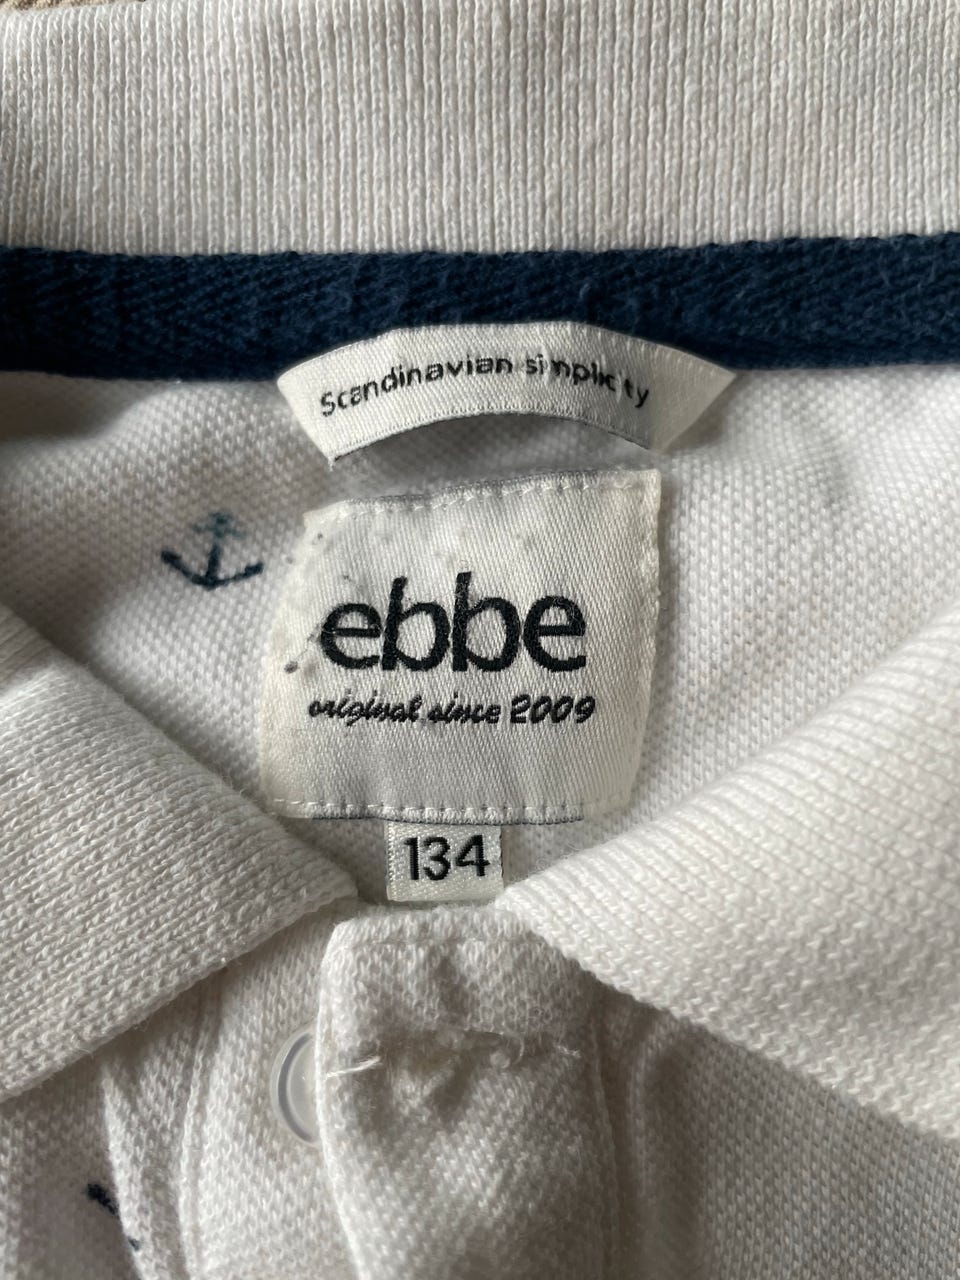 Scandinavian simplicity
ebbe
original since 2009
134